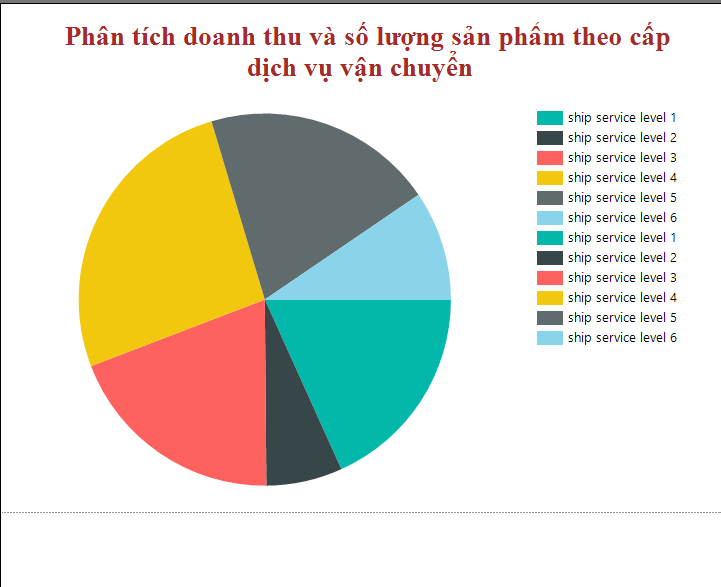 Phân tích doanh thu và số lượng sản phẩm theo cấp
dịch vụ vận chuyển
ship service level 1
ship service level 2
ship service level 3
ship service level 4
ship service level 5
ship service level 6
ship service level 1
ship service level 2
ship service level 3
ship service level 4
ship service level 5
ship service level 6